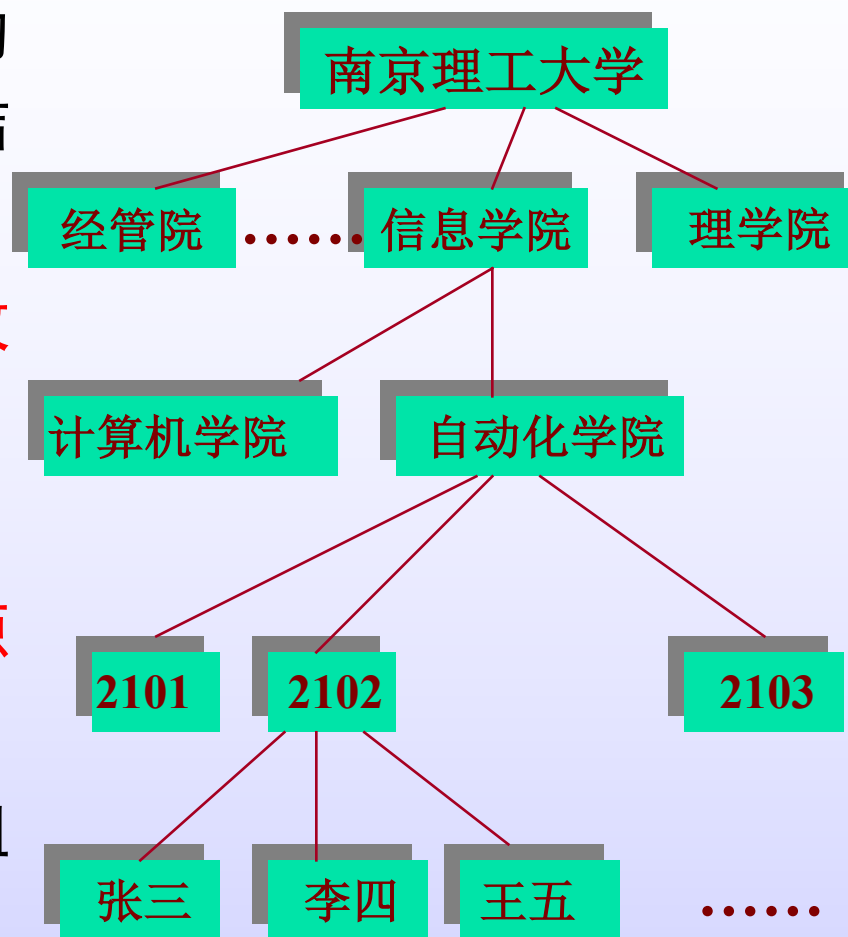 南京理工大学
经管院 ...... 信息学院 理学院
计算机学院 自动化学院
2101 2102 2103
张三 李四 王五 ......